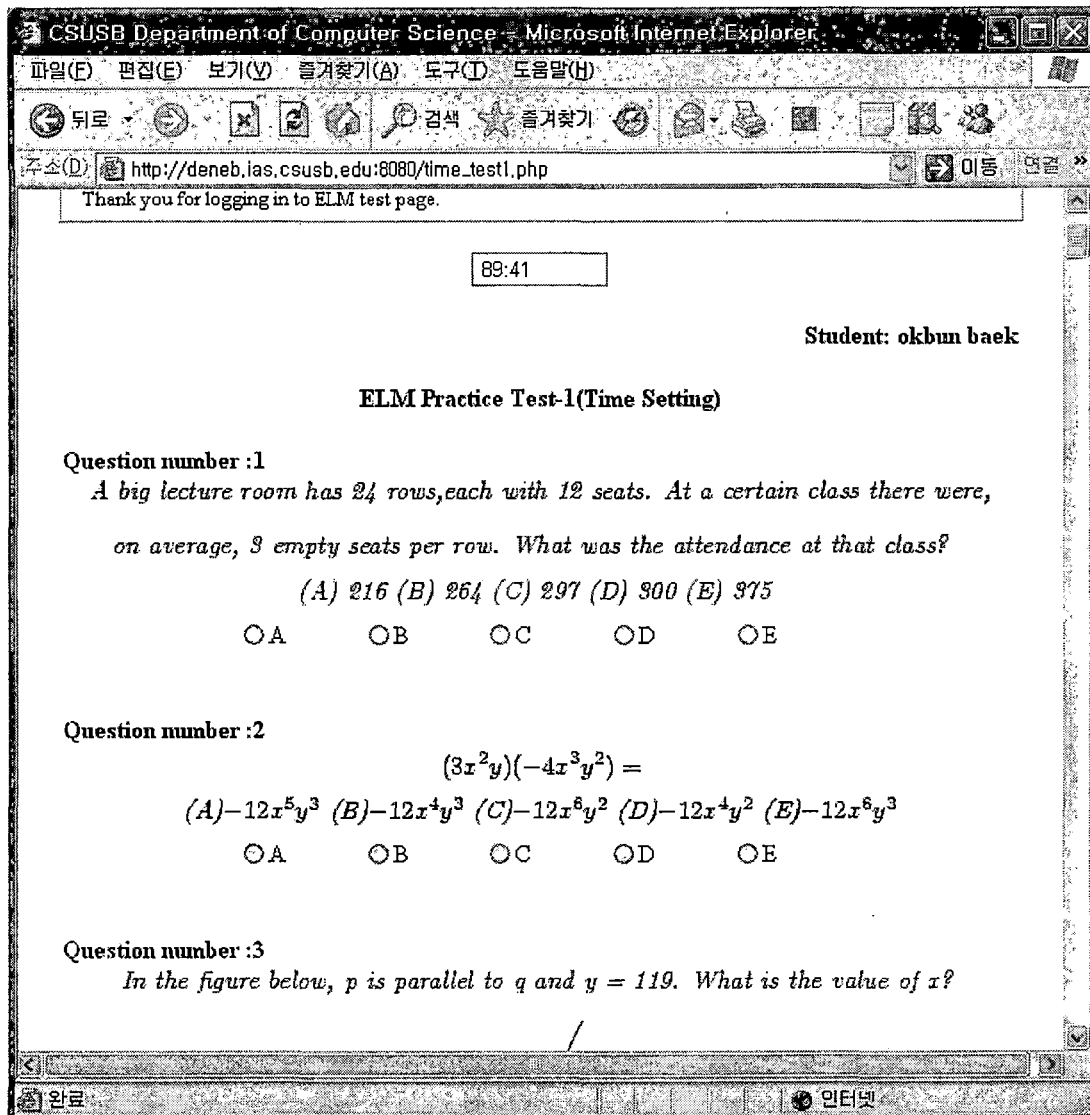 CSUSB Department of Computer Science - Microsoft Internet Explorer
파일(F) 편집(E) 보기(V) 즐겨찾기(A) 도구(T) 도움말(H)
뒤로 검색 즐겨찾기
주소(D) http://deneb.ias.csusb.edu:8080/time_test1.php 이동 연결 »
Thank you for logging in to ELM test page.
89:41
Student: okbun baek
ELM Practice Test-1(Time Setting)
Question number :1
A big lecture room has 24 rows,each with 12 seats. At a certain class there were,
on average, 3 empty seats per row. What was the attendance at that class?
(A) 216 (B) 264 (C) 297 (D) 300 (E) 375
A B C D E
Question number :2
(3x²y)(−4x³y²) =
(A)−12x⁵y³ (B)−12x⁴y³ (C)−12x⁶y² (D)−12x⁴y² (E)−12x⁶y³
A B C D E
Question number :3
In the figure below, p is parallel to q and y = 119. What is the value of x?
완료 인터넷